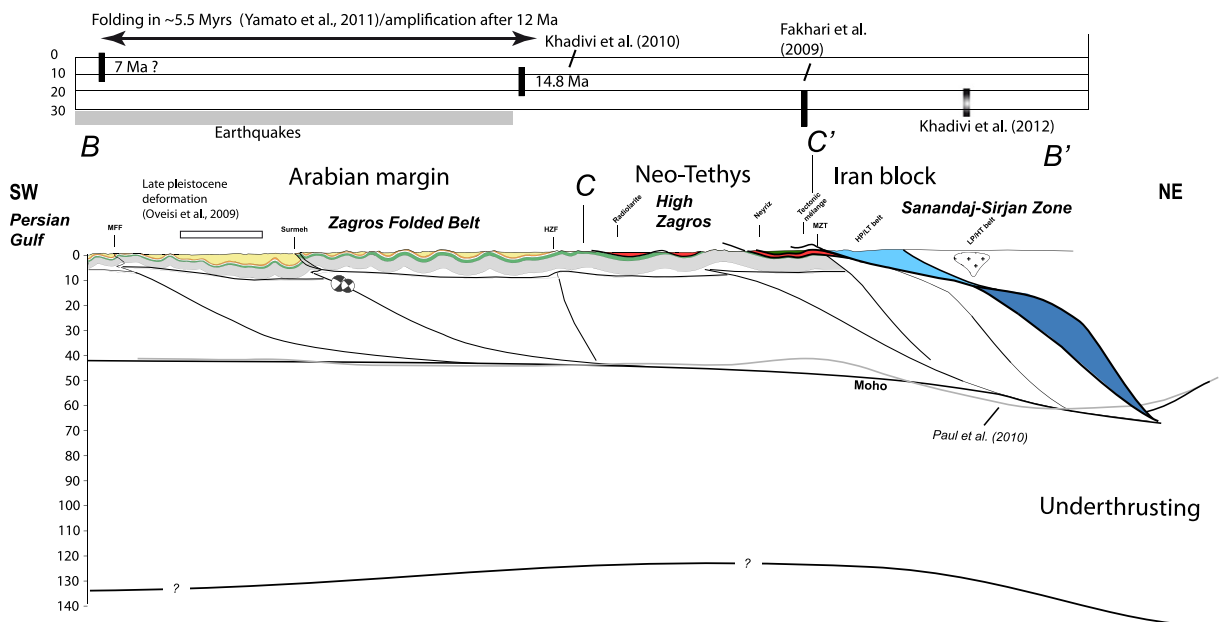 Folding in ~5.5 Myrs (Yamato et al., 2011)/amplification after 12 Ma
Khadivi et al. (2010)
Fakhari et al.
(2009)
0
10
20
30
7 Ma ?
14.8 Ma
Earthquakes
Khadivi et al. (2012)
B
C'
B'
SW
Persian
Gulf
Late pleistocene
deformation
(Oveisi et al., 2009)
Arabian margin
Zagros Folded Belt
C
Neo-Tethys
High
Zagros
Iran block
Sanandaj-Sirjan Zone
NE
MFF
Surmeh
HZF
Radiolarite
Neyriz
Tectonic
mélange
MZT
HP/LT belt
LP/HT belt
0
10
20
30
40
50
60
70
80
90
100
110
120
130
140
Moho
Paul et al. (2010)
Underthrusting
?
?